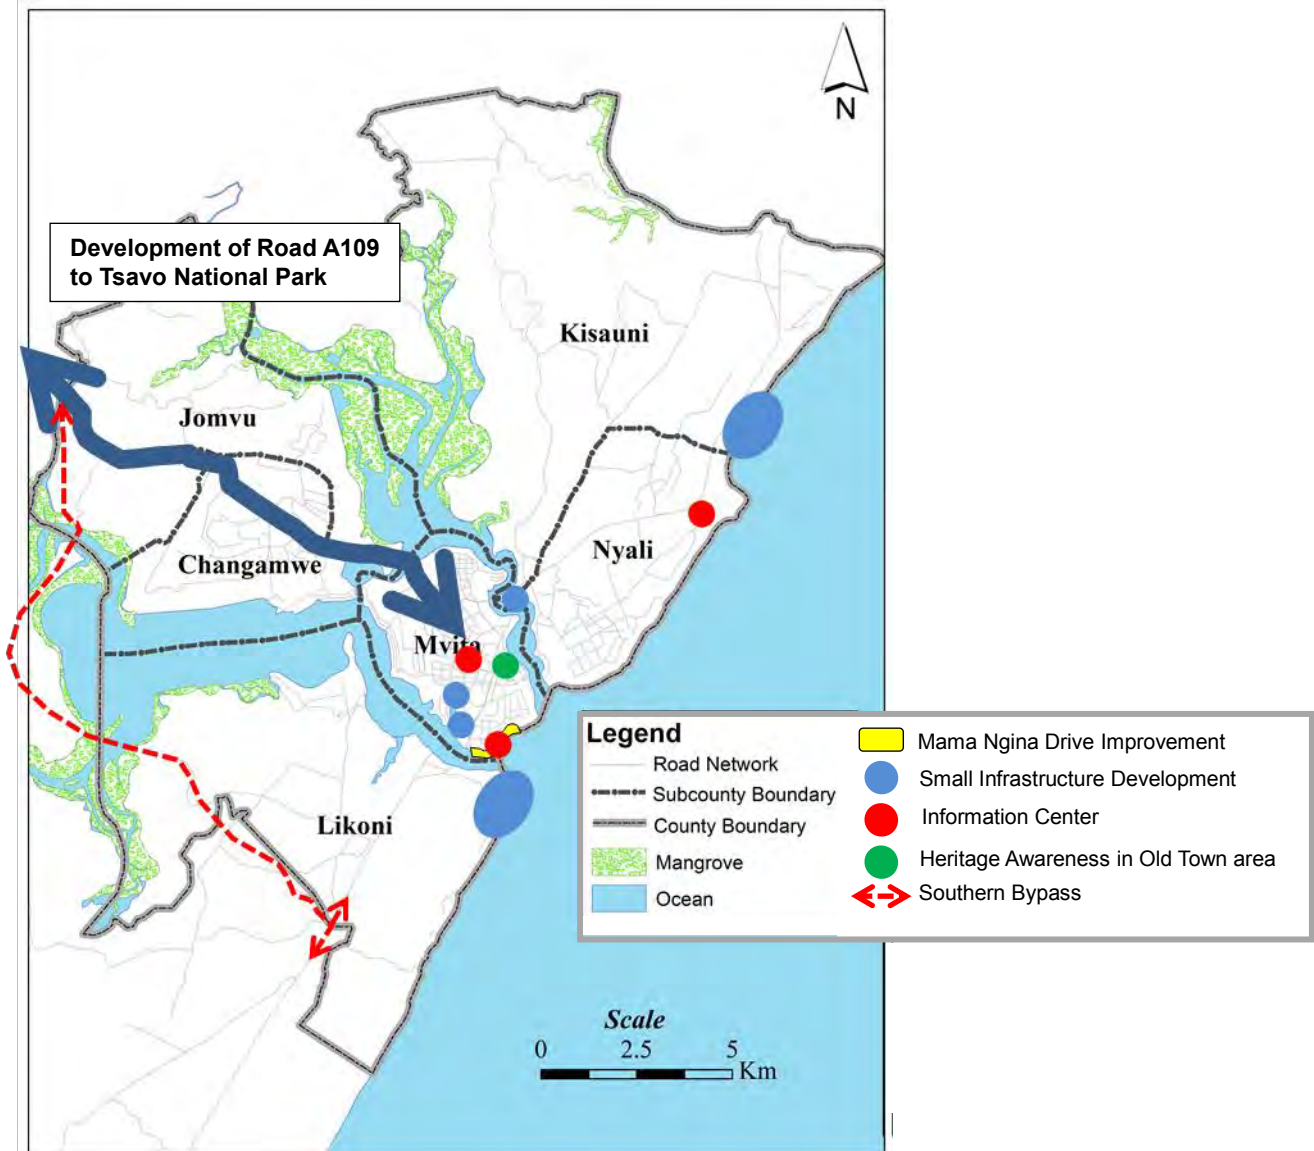 N
Development of Road A109
to Tsavo National Park
Kisauni
Jomvu
Nyali
Changamwe
Mvita
Likoni
Legend
Road Network
Subcounty Boundary
County Boundary
Mangrove
Ocean
Mama Ngina Drive Improvement
Small Infrastructure Development
Information Center
Heritage Awareness in Old Town area
Southern Bypass
Scale
0 2.5 5
Km